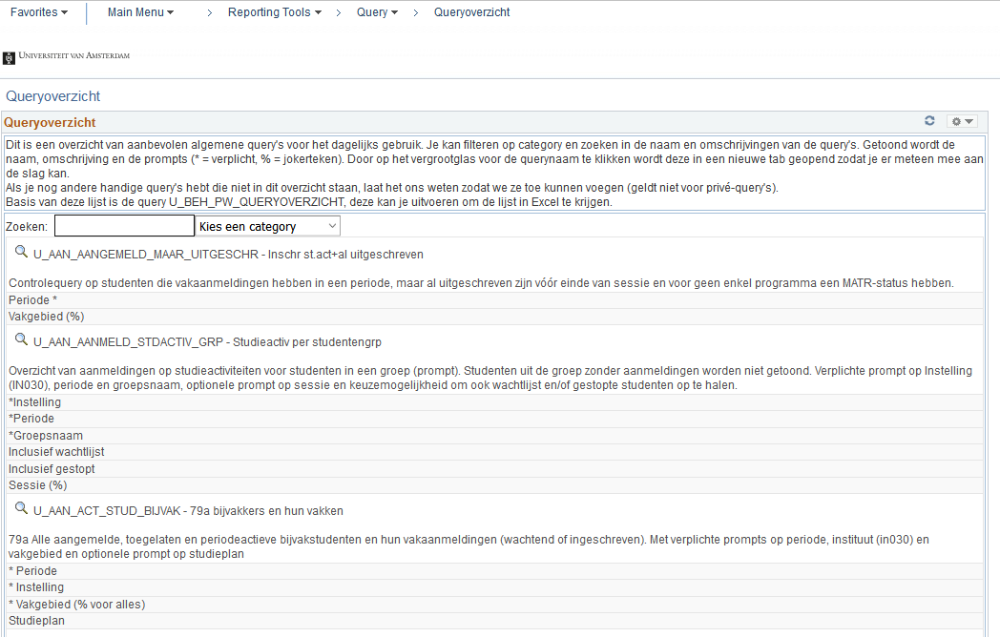 Favorites Main Menu > Reporting Tools > Query > Queryoverzicht
UNIVERSITEIT VAN AMSTERDAM
Queryoverzicht
Queryoverzicht
Dit is een overzicht van aanbevolen algemene query's voor het dagelijks gebruik. Je kan filteren op category en zoeken in de naam en omschrijvingen van de query's. Getoond wordt de
naam, omschrijving en de prompts (* = verplicht, % = jokerteken). Door op het vergrootglas voor de querynaam te klikken wordt deze in een nieuwe tab geopend zodat je er meteen mee aan
de slag kan.
Als je nog andere handige query's hebt die niet in dit overzicht staan, laat het ons weten zodat we ze toe kunnen voegen (geldt niet voor privé-query's).
Basis van deze lijst is de query U_BEH_PW_QUERYOVERZICHT, deze kan je uitvoeren om de lijst in Excel te krijgen.
Zoeken: Kies een category
U_AAN_AANGEMELD_MAAR_UITGESCHR - Inschr st.act+al uitgeschreven
Controlequery op studenten die vakaanmeldingen hebben in een periode, maar al uitgeschreven zijn vóór einde van sessie en voor geen enkel programma een MATR-status hebben.
Periode *
Vakgebied (%)
U_AAN_AANMELD_STDACTIV_GRP - Studieactiv per studentengrp
Overzicht van aanmeldingen op studieactiviteiten voor studenten in een groep (prompt). Studenten uit de groep zonder aanmeldingen worden niet getoond. Verplichte prompt op Instelling
(IN030), periode en groepsnaam, optionele prompt op sessie en keuzemogelijkheid om ook wachtlijst en/of gestopte studenten op te halen.
*Instelling
*Periode
*Groepsnaam
Inclusief wachtlijst
Inclusief gestopt
Sessie (%)
U_AAN_ACT_STUD_BIJVAK - 79a bijvakkers en hun vakken
79a Alle aangemelde, toegelaten en periodeactieve bijvakstudenten en hun vakaanmeldingen (wachtend of ingeschreven). Met verplichte prompts op periode, instituut (in030) en
vakgebied en optionele prompt op studieplan
* Periode
* Instelling
* Vakgebied (% voor alles)
Studieplan